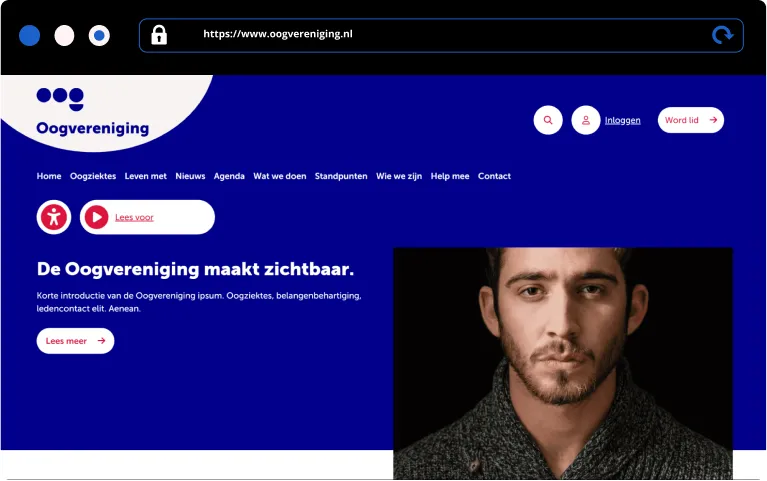 https://www.oogvereniging.nl
oog
Oogvereniging
Inloggen
Word lid
Home Oogziektes Leven met Nieuws Agenda Wat we doen Standpunten Wie we zijn Help mee Contact
Lees voor
De Oogvereniging maakt zichtbaar.
Korte introductie van de Oogvereniging ipsum. Oogziektes, belangenbehartiging,
ledencontact elit. Aenean.
Lees meer